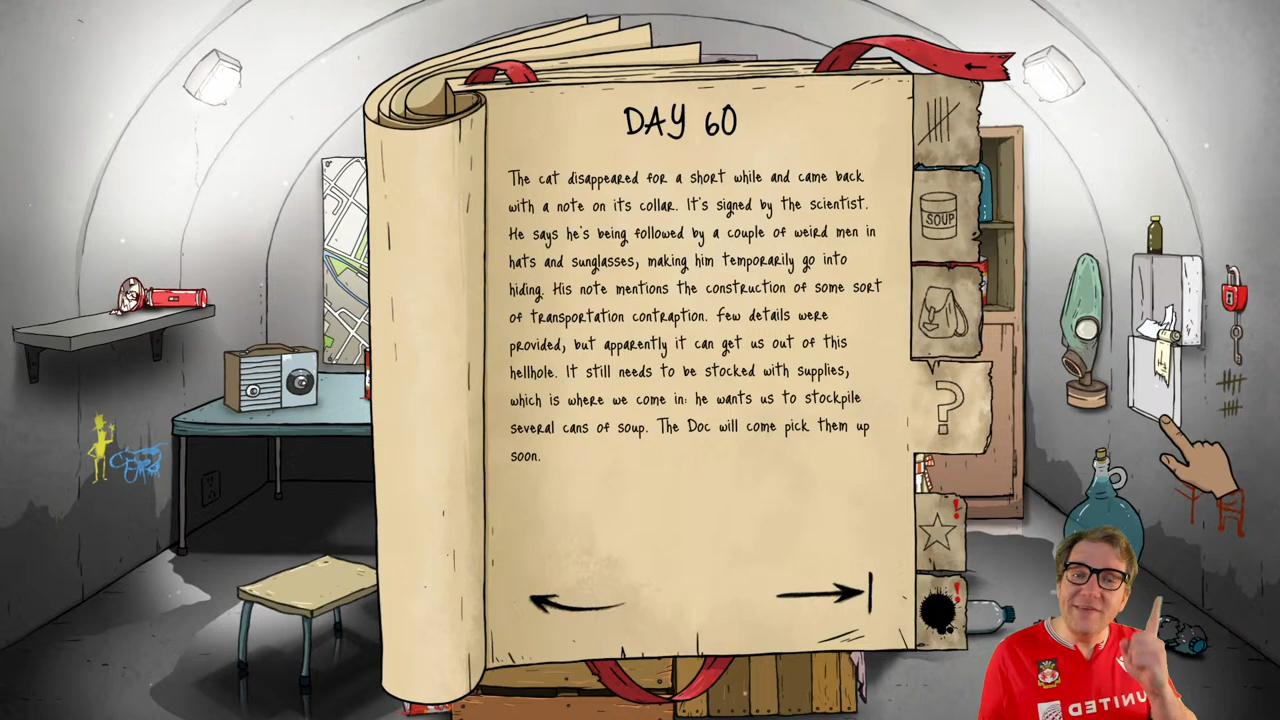 DAY 60
The cat disappeared for a short while and came back
with a note on its collar. It's signed by the scientist.
He says he's being followed by a couple of weird men in
hats and sunglasses, making him temporarily go into
hiding. His note mentions the construction of some sort
of transportation contraption. Few details were
provided, but apparently it can get us out of this
hellhole. It still needs to be stocked with supplies,
which is where we come in: he wants us to stockpile
several cans of soup. The Doc will come pick them up
soon.
SOUP
?
!
!
UNITED